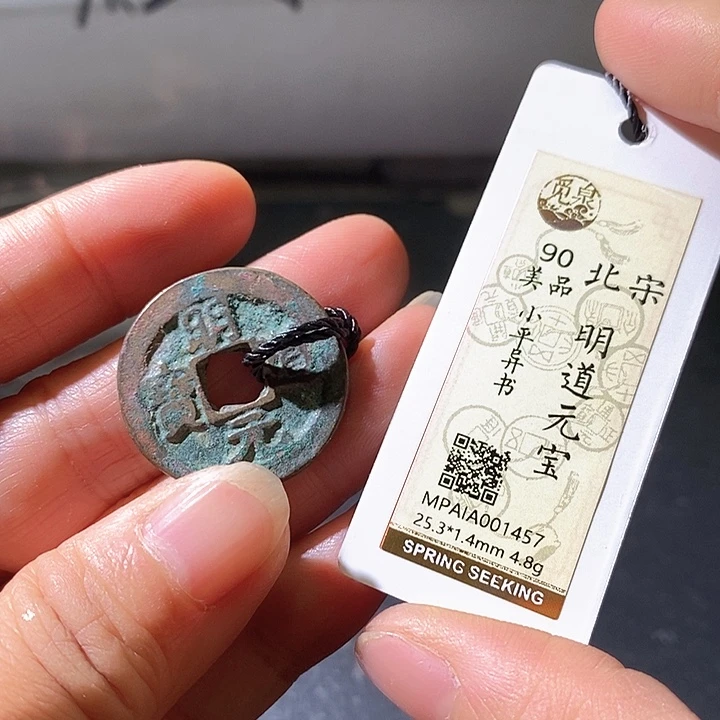 明道元寶
觅泉
北宋
明道元宝
90
美品
小平异书
MPAIA001457
25.3*1.4mm 4.8g
SPRING SEEKING